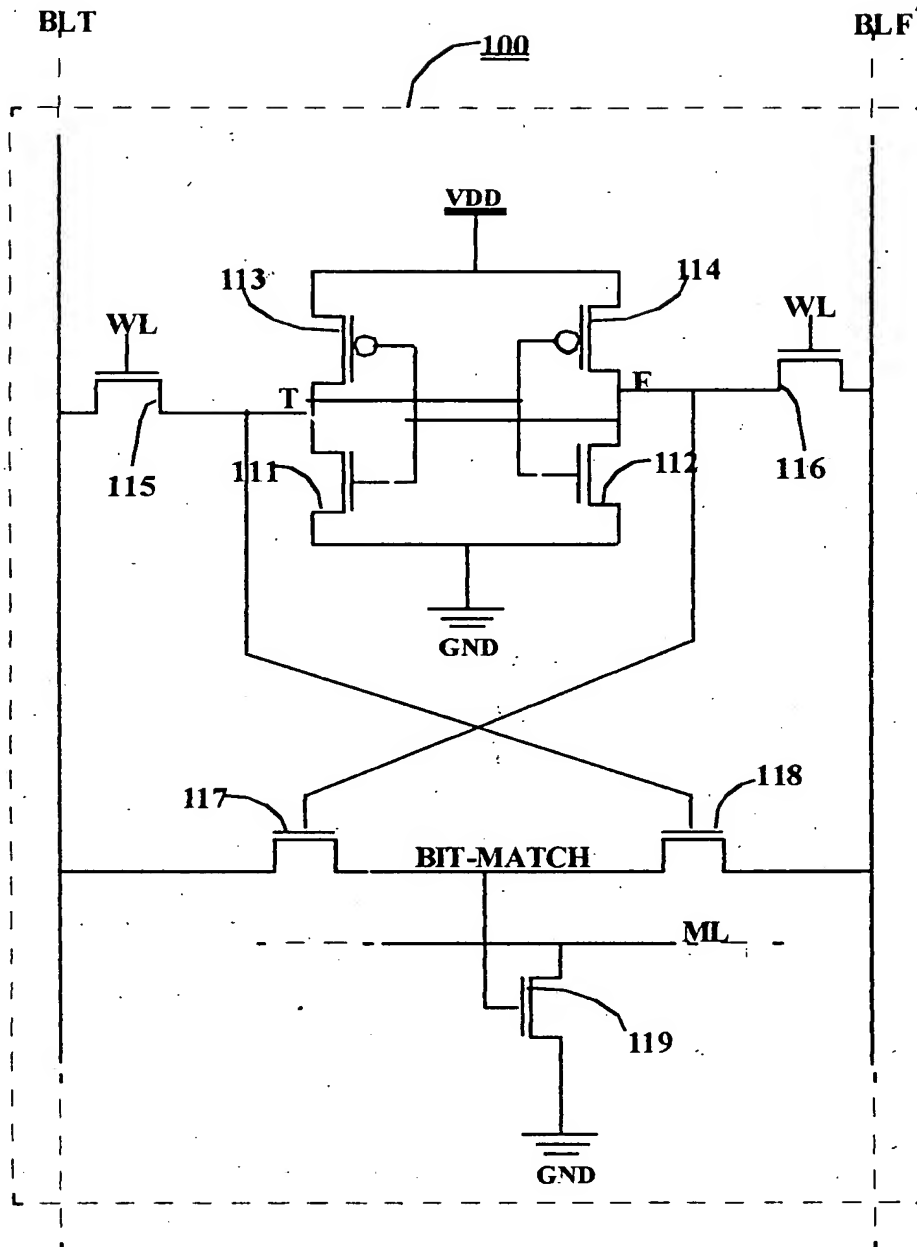 BLT
BLF
100
VDD
113
114
WL
WL
T
F
115
111
112
116
GND
117
118
BIT-MATCH
ML
119
GND